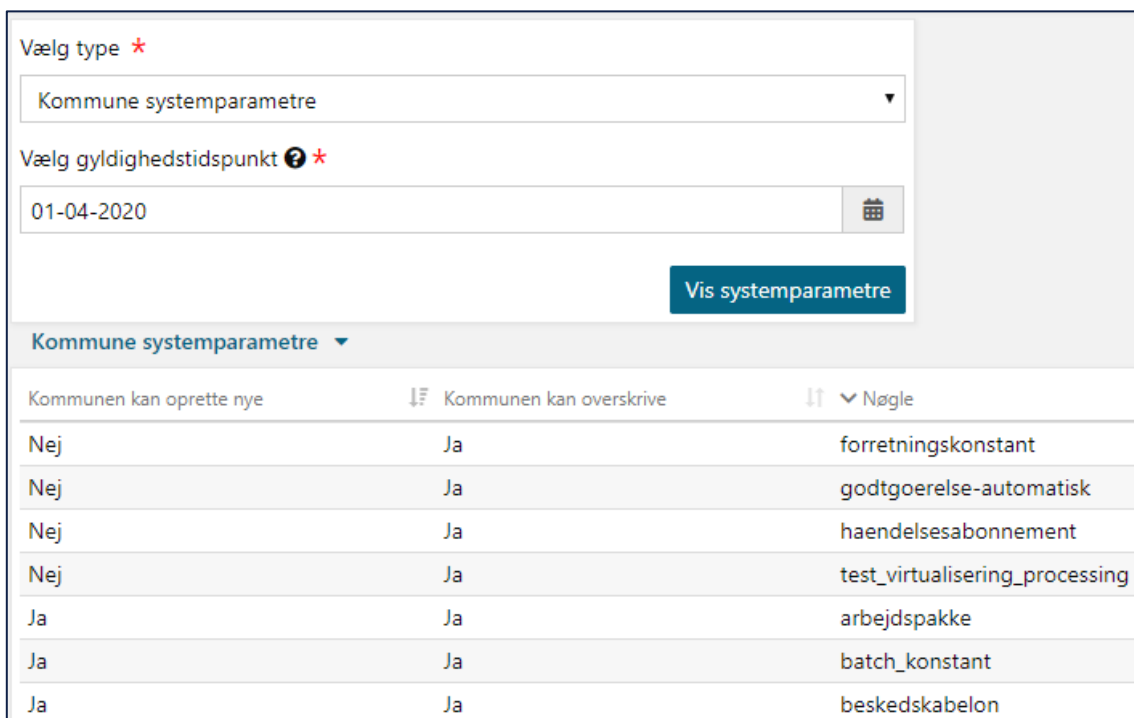 Vælg type *
Kommune systemparametre
Vælg gyldighedstidspunkt ? *
01-04-2020
Vis systemparametre
Kommune systemparametre
Kommunen kan oprette nye Kommunen kan overskrive Nøgle
Nej Ja forretningskonstant
Nej Ja godtgoerelse-automatisk
Nej Ja haendelsesabonnement
Nej Ja test_virtualisering_processing
Ja Ja arbejdspakke
Ja Ja batch_konstant
Ja Ja beskedskabelon